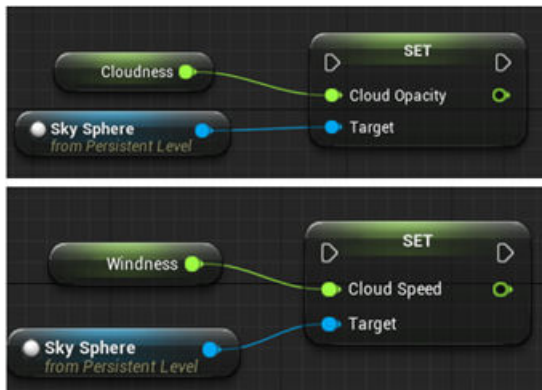 SET
Cloudness
Cloud Opacity
Sky Sphere
from Persistent Level
Target
SET
Windness
Cloud Speed
Sky Sphere
from Persistent Level
Target